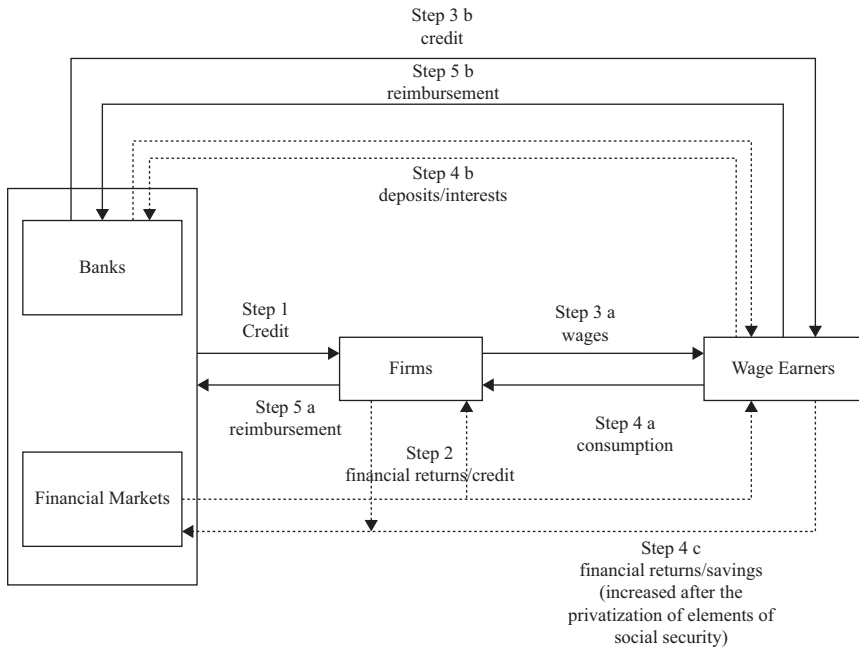 Step 3 b
credit
Step 5 b
reimbursement
Step 4 b
deposits/interests
Banks
Step 1
Credit
Step 3 a
wages
Firms
Wage Earners
Step 5 a
reimbursement
Step 4 a
consumption
Step 2
financial returns/credit
Financial Markets
Step 4 c
financial returns/savings
(increased after the
privatization of elements of
social security)